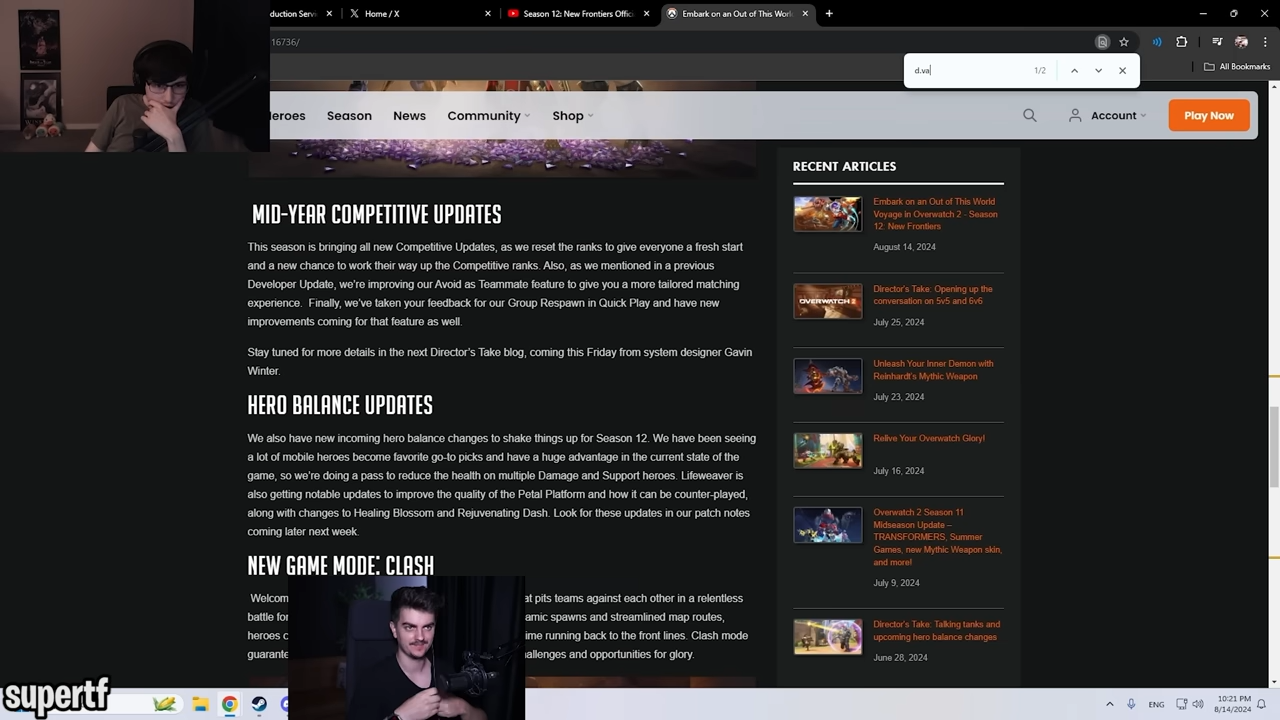 duction Serv
Home / X
Season 12: New Frontiers Offici
Embark on an Out of This World
16736/
d.va
1/2
All Bookmarks
Heroes
Season
News
Community
Shop
Account
Play Now
MID-YEAR COMPETITIVE UPDATES
This season is bringing all new Competitive Updates, as we reset the ranks to give everyone a fresh start
and a new chance to work their way up the Competitive ranks. Also, as we mentioned in a previous
Developer Update, we're improving our Avoid as Teammate feature to give you a more tailored matching
experience. Finally, we've taken your feedback for our Group Respawn in Quick Play and have new
improvements coming for that feature as well.
Stay tuned for more details in the next Director's Take blog, coming this Friday from system designer Gavin
Winter.
HERO BALANCE UPDATES
We also have new incoming hero balance changes to shake things up for Season 12. We have been seeing
a lot of mobile heroes become favorite go-to picks and have a huge advantage in the current state of the
game, so we're doing a pass to reduce the health on multiple Damage and Support heroes. Lifeweaver is
also getting notable updates to improve the quality of the Petal Platform and how it can be counter-played,
along with changes to Healing Blossom and Rejuvenating Dash. Look for these updates in our patch notes
coming later next week.
NEW GAME MODE: CLASH
Welcom at pits teams against each other in a relentless
battle fo amic spawns and streamlined map routes,
heroes c ime running back to the front lines. Clash mode
guarante allenges and opportunities for glory.
RECENT ARTICLES
Embark on an Out of This World
Voyage in Overwatch 2 - Season
12: New Frontiers
August 14, 2024
OVERWATCH
Director's Take: Opening up the
conversation on 5v5 and 6v6
July 25, 2024
Unleash Your Inner Demon with
Reinhardt's Mythic Weapon
July 23, 2024
Relive Your Overwatch Glory!
July 16, 2024
Overwatch 2 Season 11
Midseason Update –
TRANSFORMERS, Summer
Games, new Mythic Weapon skin,
and more!
July 9, 2024
Director's Take: Talking tanks and
upcoming hero balance changes
June 28, 2024
supertf
ENG
10:21 PM
8/14/2024